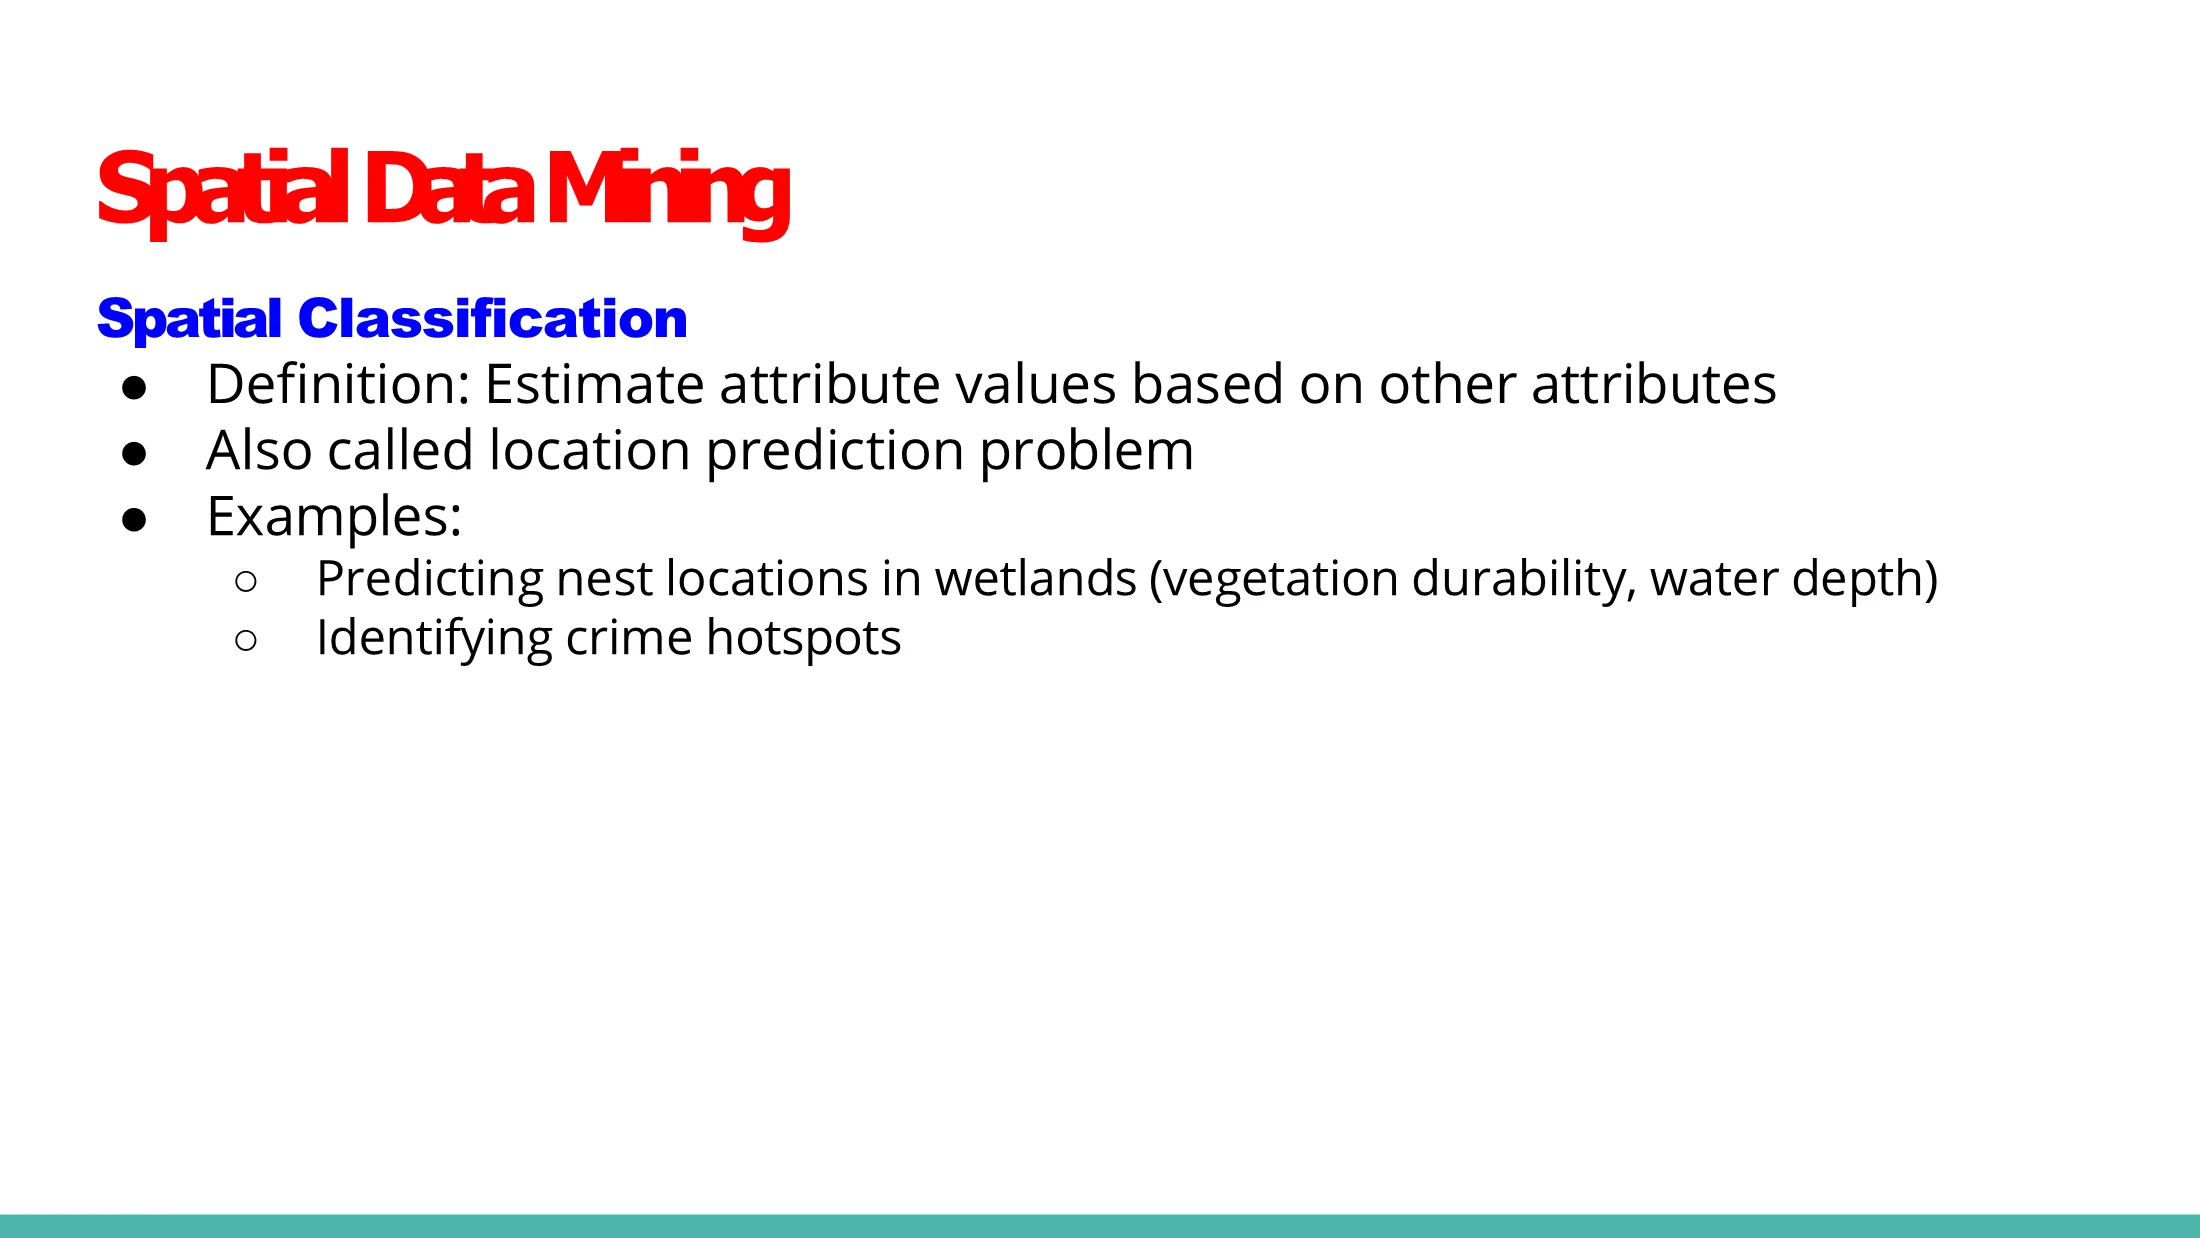 Spatial Data Mining
Spatial Classification
● Definition: Estimate attribute values based on other attributes
● Also called location prediction problem
● Examples:
○ Predicting nest locations in wetlands (vegetation durability, water depth)
○ Identifying crime hotspots